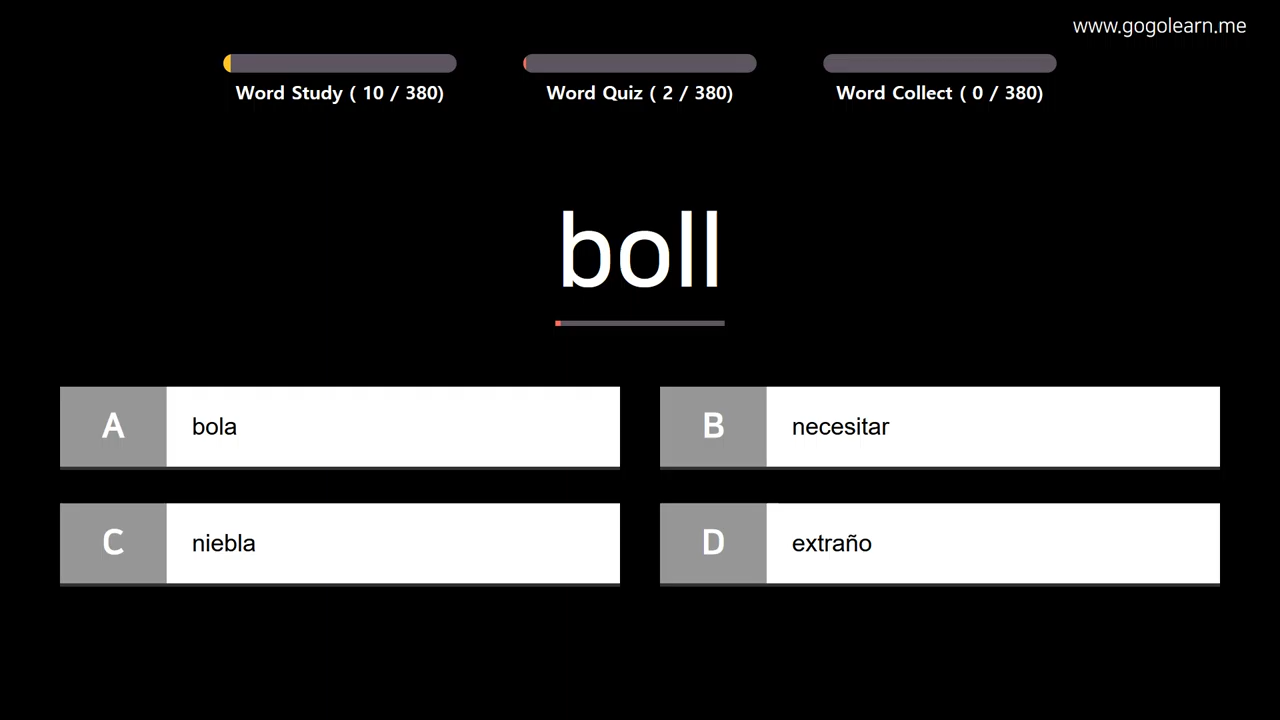 www.gogolearn.me
Word Study ( 10 / 380)
Word Quiz ( 2 / 380)
Word Collect ( 0 / 380)
boll
A bola
B necesitar
C niebla
D extraño